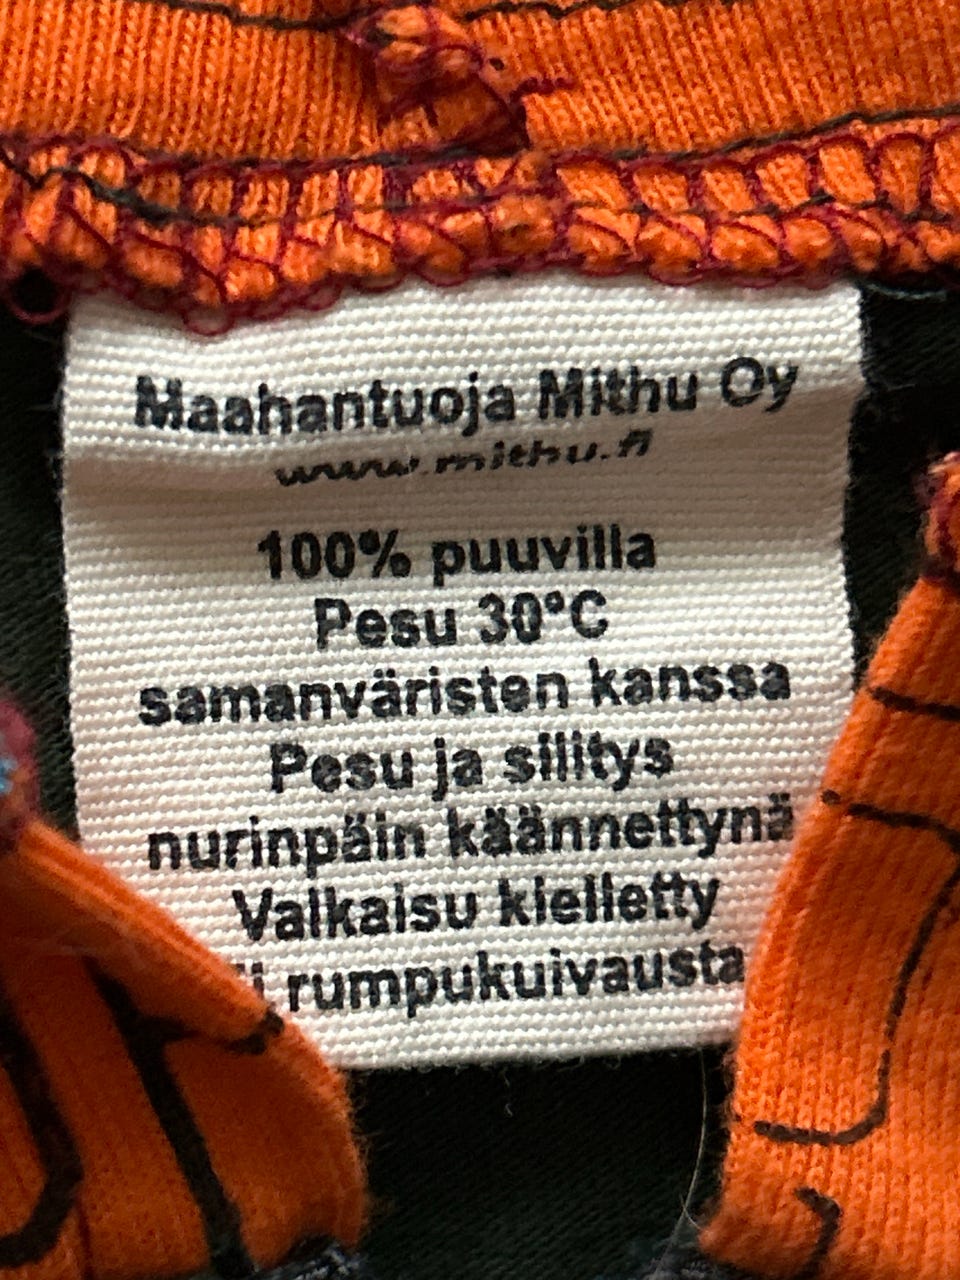 Maahantuoja Mithu Oy
www.mithu.fi
100% puuvilla
Pesu 30°C
samanväristen kanssa
Pesu ja silitys
nurinpäin käännettynä
Valkaisu kielletty
rumpukuivausta